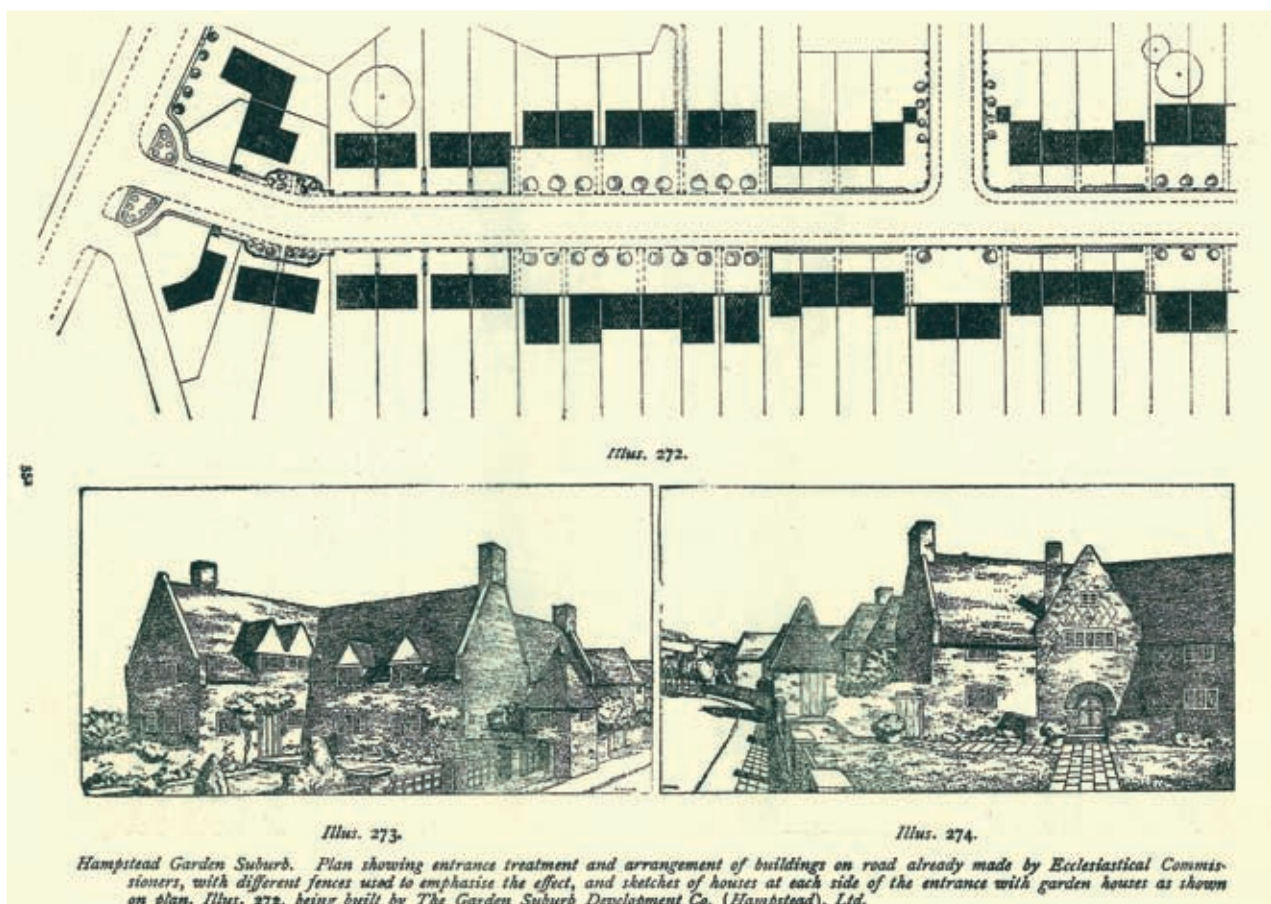 Illus. 272.
352
Illus. 273.
Illus. 274.
Hampstead Garden Suburb. Plan showing entrance treatment and arrangement of buildings on road already made by Ecclesiastical Commis-
sioners, with different fences used to emphasise the effect, and sketches of houses at each side of the entrance with garden houses as shown
on plan, Illus. 272, being built by The Garden Suburb Development Co. (Hampstead), Ltd.